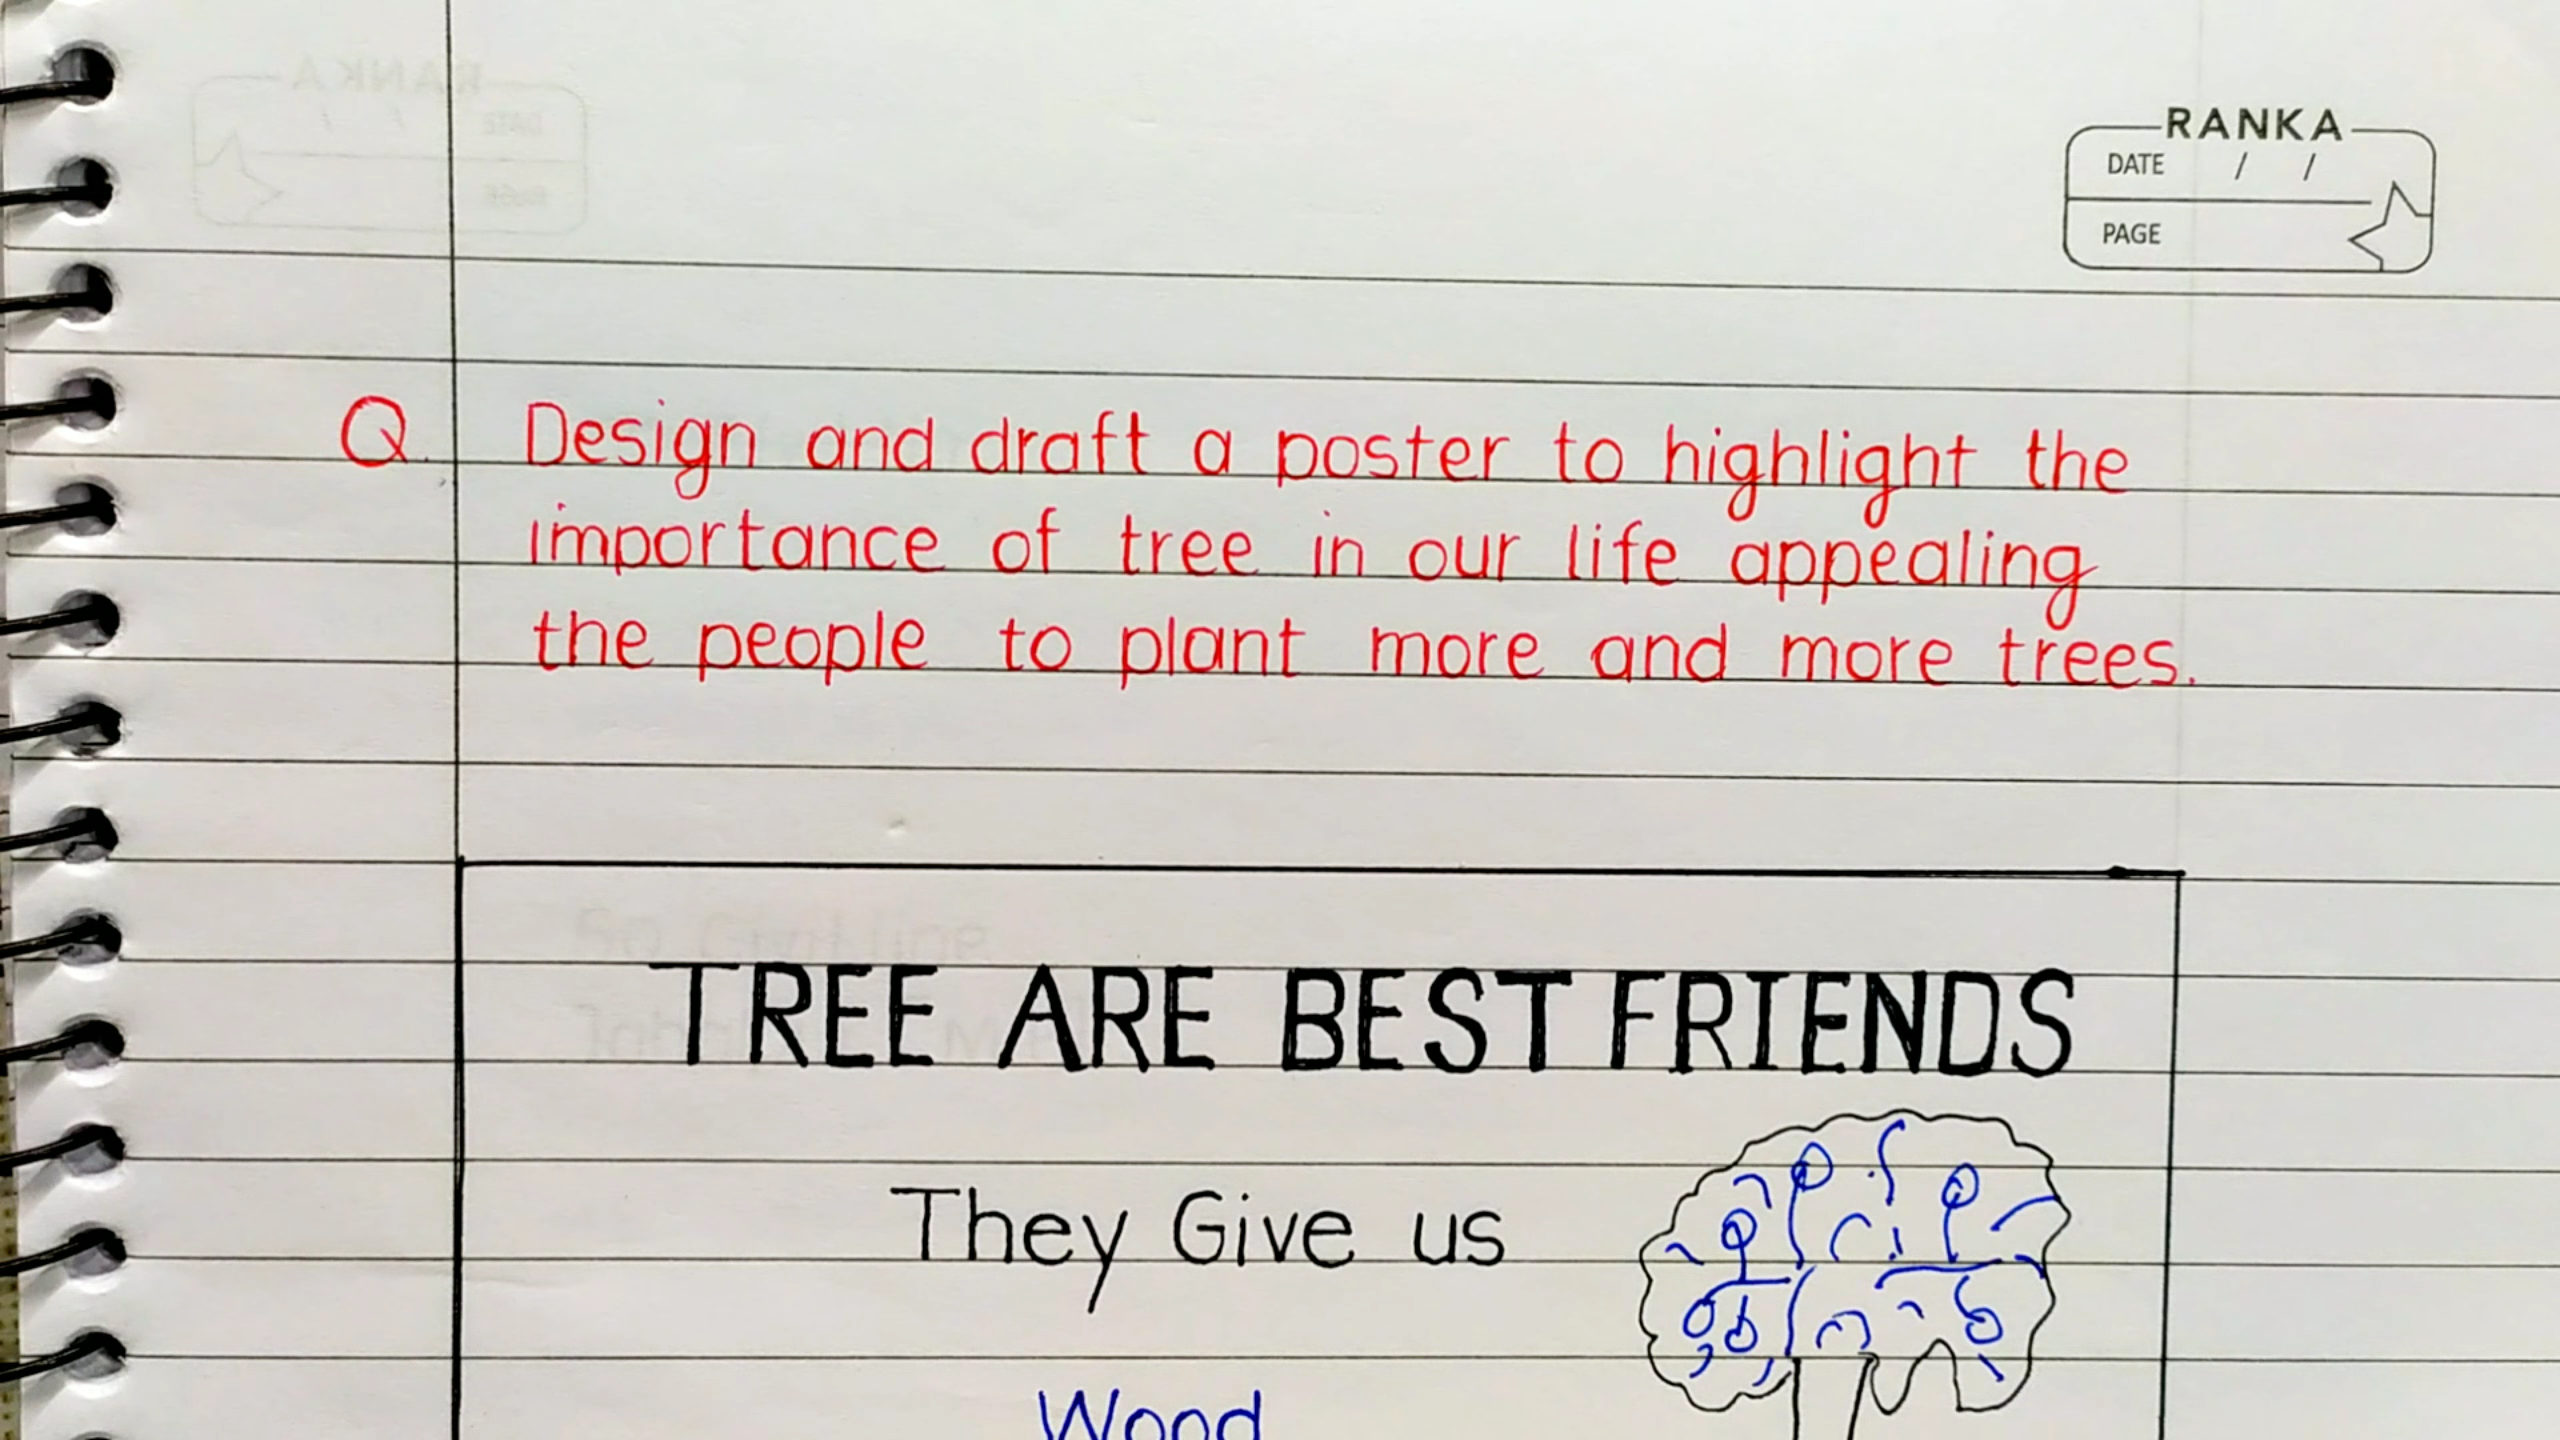 RANKA
DATE / /
PAGE
Q. Design and draft a poster to highlight the
importance of tree in our life appealing
the people to plant more and more trees.
TREE ARE BEST FRIENDS
They Give us
Wood